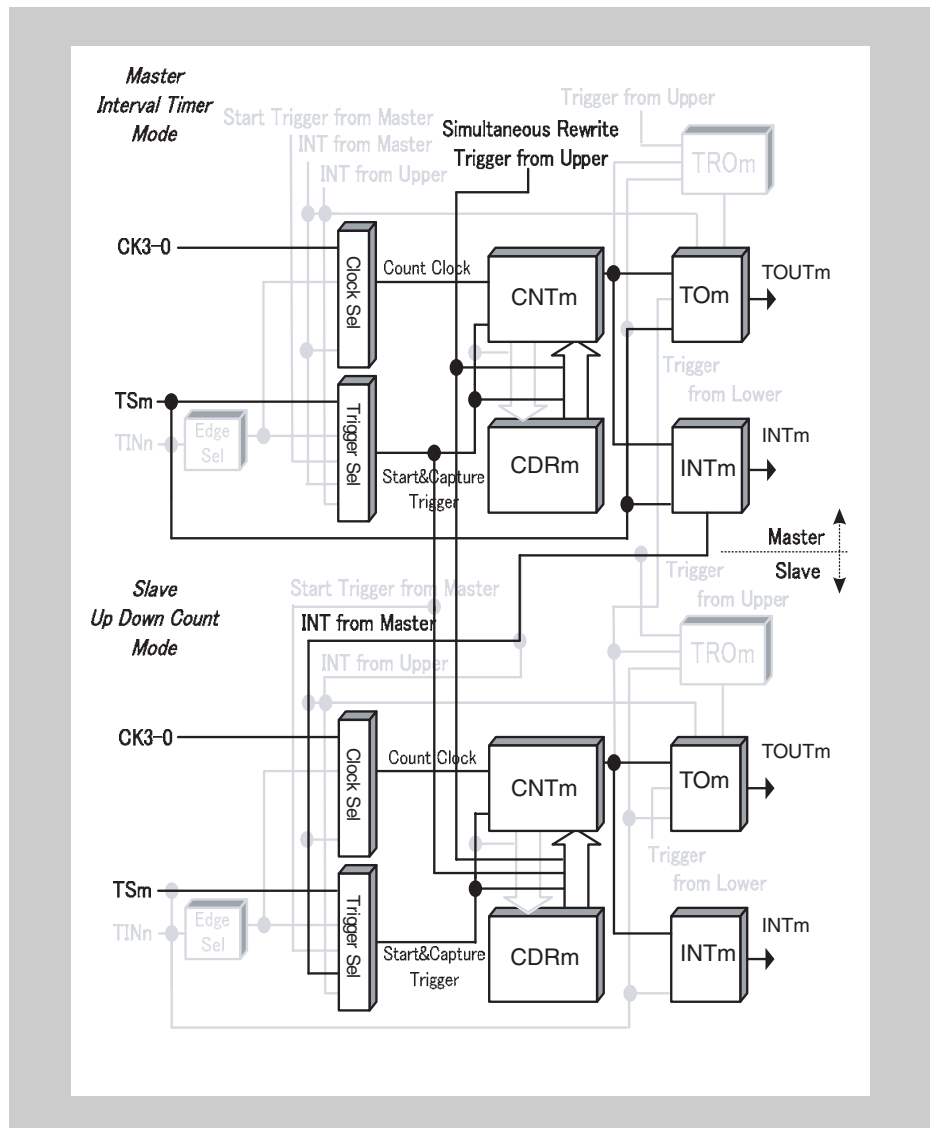 Master
Interval Timer
Mode
Trigger from Upper
Start Trigger from Master
INT from Master
INT from Upper
Simultaneous Rewrite
Trigger from Upper
TROm
CK3-0
Clock Sel
Count Clock
CNTm
TOm
TOUTm
Trigger
from Lower
TSm
TINn
Edge
Sel
Trigger Sel
Start&Capture
Trigger
CDRm
INTm
INTm
Master
Slave
Slave
Up Down Count
Mode
Start Trigger from Master
INT from Master
INT from Upper
Trigger
from Upper
TROm
CK3-0
Clock Sel
Count Clock
CNTm
TOm
TOUTm
Trigger
from Lower
TSm
TINn
Edge
Sel
Trigger Sel
Start&Capture
Trigger
CDRm
INTm
INTm